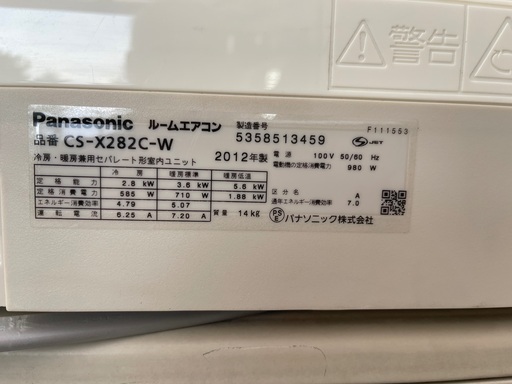 警告
Panasonic ルームエアコン
製造番号
F111553
品番 CS-X282C-W
5358513459
JET
冷房・暖房兼用セパレート形室内ユニット
2012年製
電源 100V 50/60 Hz
電動機の定格消費電力 980 W
冷房 暖房標準 暖房低温
定格能力 2.8 kW 3.6 kW 5.6 kW
定格消費電力 585 W 710 W 1.88 kW
エネルギー消費効率 4.79 5.07
運転電流 6.25 A 7.20 A
質量 14kg
区分名 A
通年エネルギー消費効率 7.0
PSE パナソニック株式会社